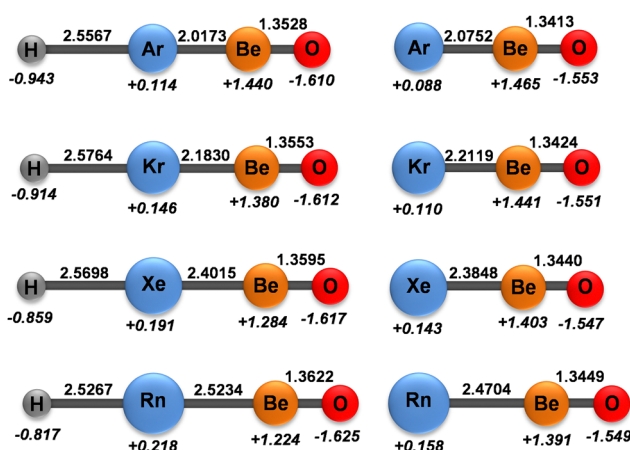 2.5567 2.0173 1.3528 2.0752 1.3413
H Ar Be O Ar Be O
-0.943 +0.114 +1.440 -1.610 +0.088 +1.465 -1.553
2.5764 2.1830 1.3553 2.2119 1.3424
H Kr Be O Kr Be O
-0.914 +0.146 +1.380 -1.612 +0.110 +1.441 -1.551
2.5698 2.4015 1.3595 2.3848 1.3440
H Xe Be O Xe Be O
-0.859 +0.191 +1.284 -1.617 +0.143 +1.403 -1.547
2.5267 2.5234 1.3622 2.4704 1.3449
H Rn Be O Rn Be O
-0.817 +0.218 +1.224 -1.625 +0.158 +1.391 -1.549